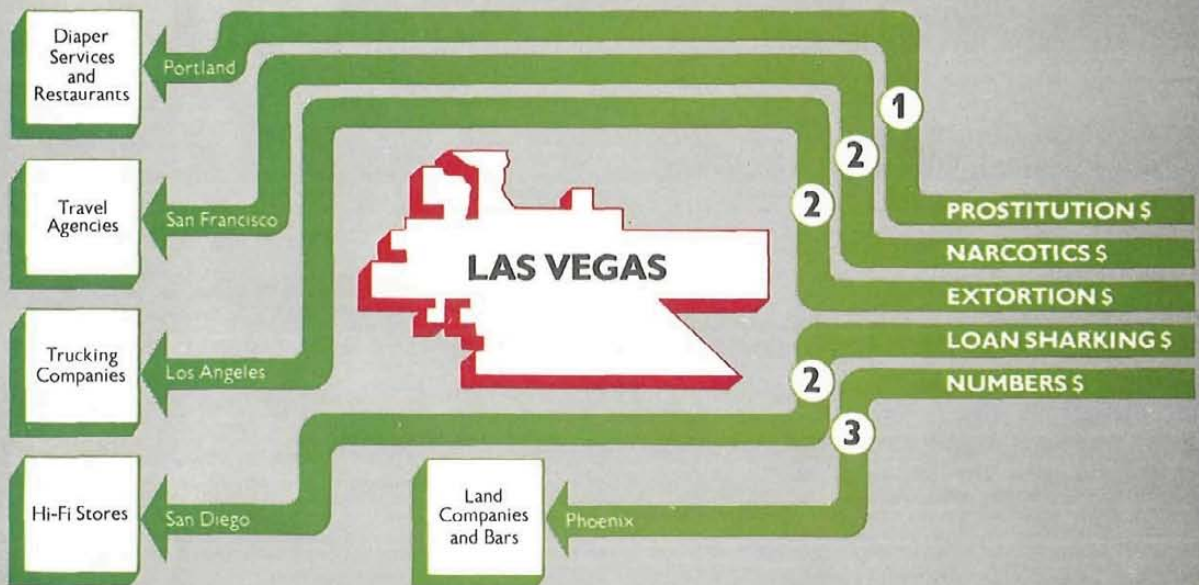 Diaper
Services
and
Restaurants
Portland
1
2
Travel
Agencies
San Francisco
2
PROSTITUTION $
NARCOTICS $
LAS VEGAS
EXTORTION $
LOAN SHARKING $
Trucking
Companies
Los Angeles
2
NUMBERS $
3
Hi-Fi Stores
San Diego
Land
Companies
and Bars
Phoenix